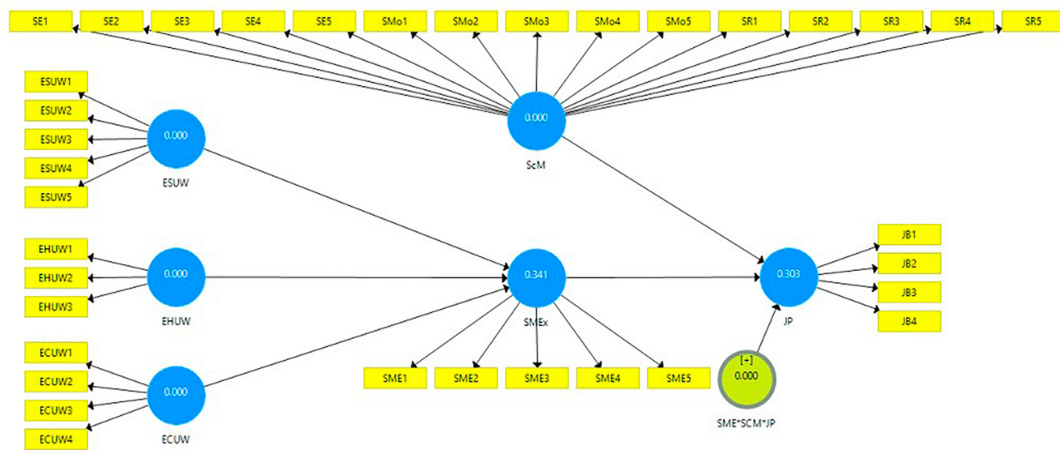 SE1 SE2 SE3 SE4 SE5 SMo1 SMo2 SMo3 SMo4 SMo5 SR1 SR2 SR3 SR4 SR5
ESUW1
ESUW2
ESUW3
ESUW4
ESUW5
0.000
ESUW
0.000
ScM
EHUW1
EHUW2
EHUW3
0.000
EHUW
0.341
SMEx
0.303
JP
JB1
JB2
JB3
JB4
ECUW1
ECUW2
ECUW3
ECUW4
0.000
ECUW
SME1 SME2 SME3 SME4 SME5
[+]
0.000
SME*SCM*JP